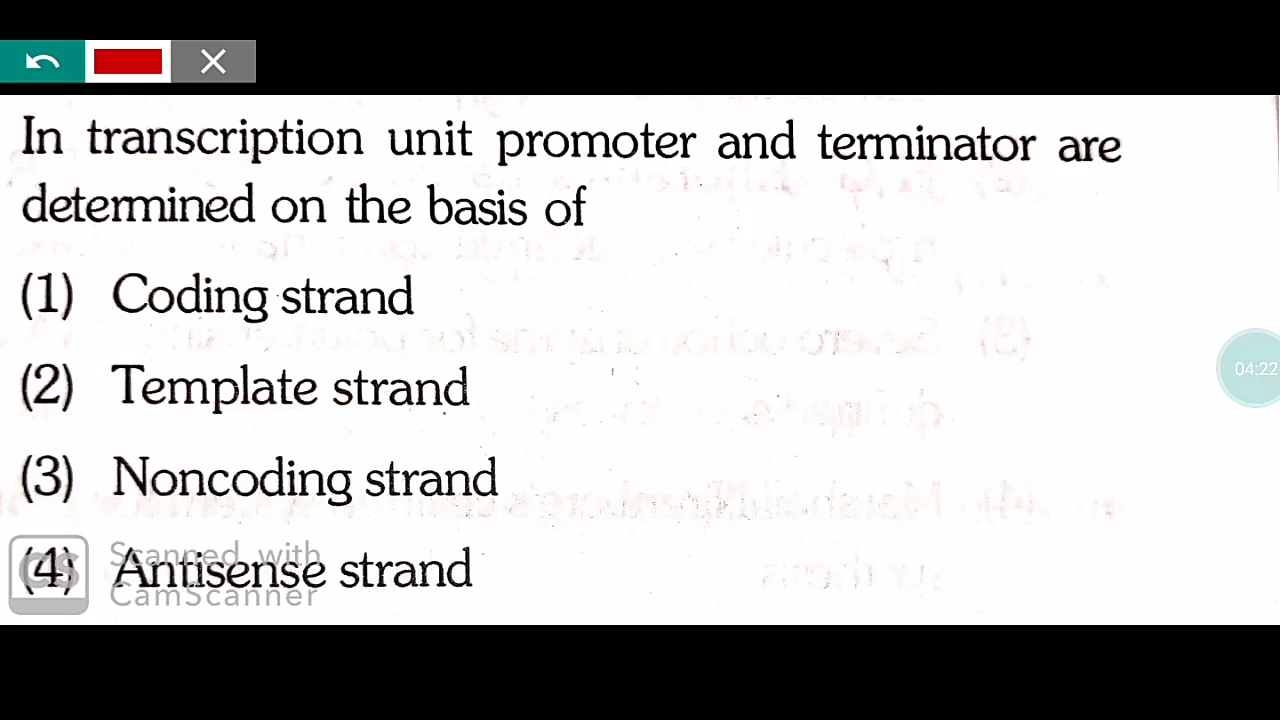 In transcription unit promoter and terminator are
determined on the basis of
(1) Coding strand
(2) Template strand
(3) Noncoding strand
(4) Antisense strand
CS Scanned with
CamScanner
04:22